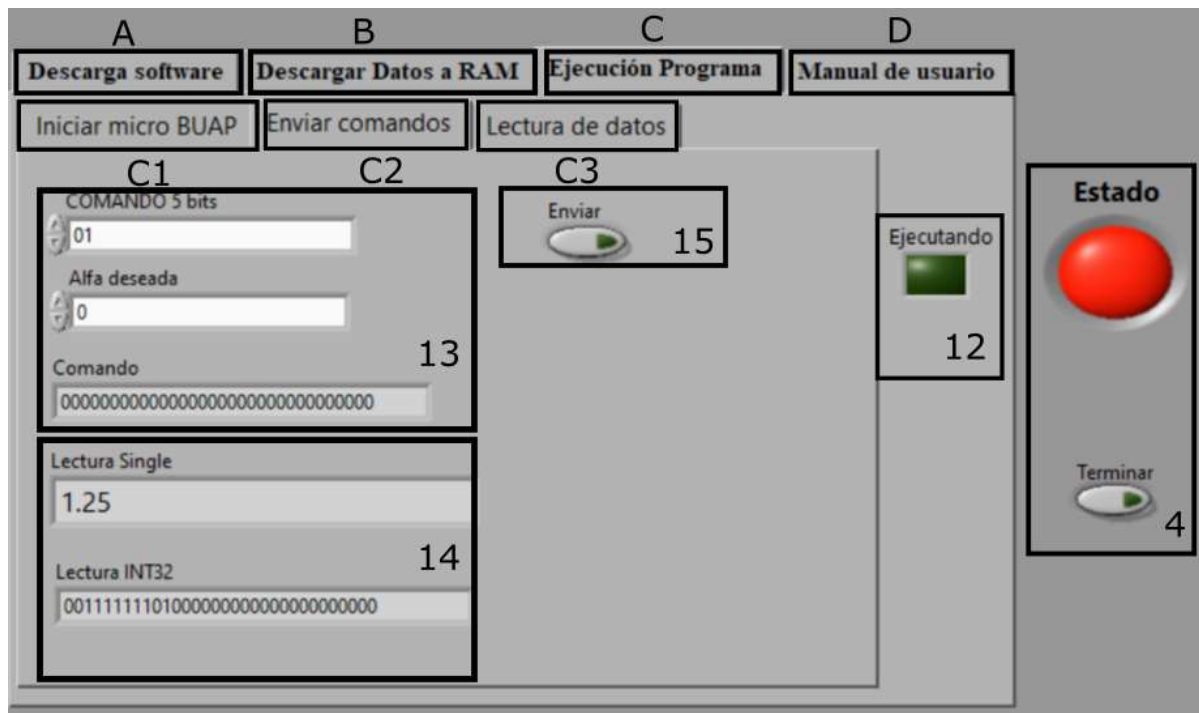 A B C D
Descarga software Descargar Datos a RAM Ejecución Programa Manual de usuario
Iniciar micro BUAP Enviar comandos Lectura de datos
C1 C2 C3
COMANDO 5 bits
01
Alfa deseada
0
Comando
00000000000000000000000000000000
13
Enviar
15
Ejecutando
12
Estado
Lectura Single
1.25
Lectura INT32
00111111101000000000000000000000
14
Terminar
4